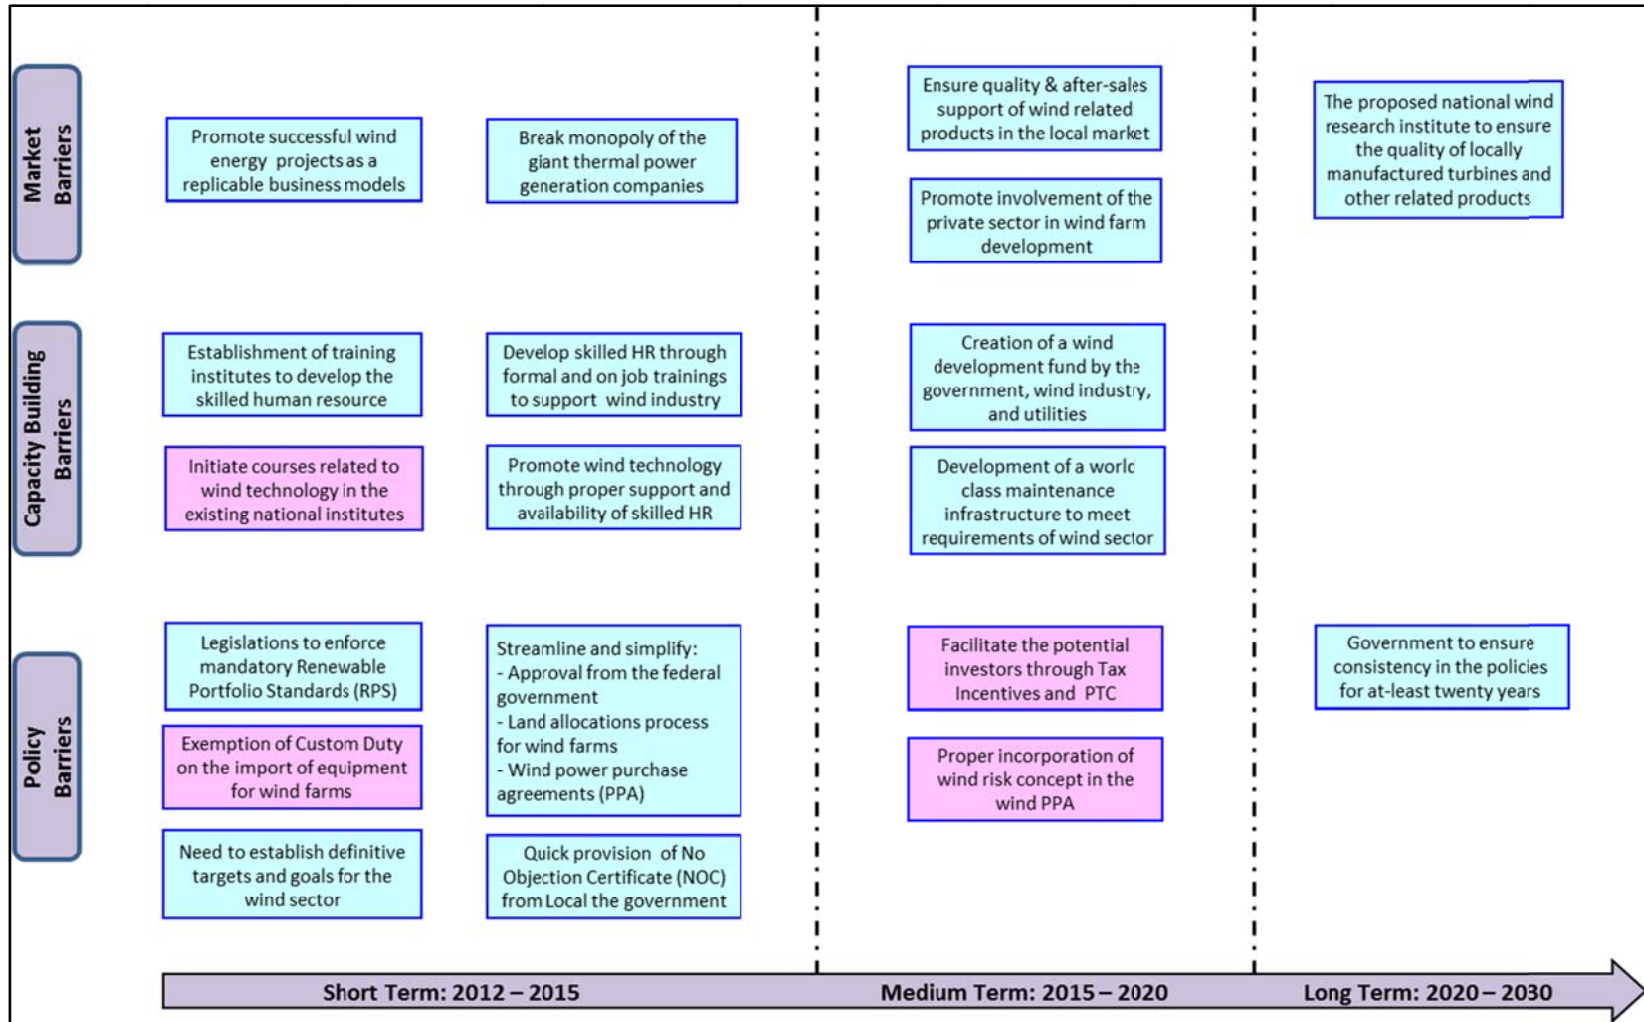 Market
Barriers
Promote successful wind
energy projects as a
replicable business models
Break monopoly of the
giant thermal power
generation companies
Ensure quality & after-sales
support of wind related
products in the local market
Promote involvement of the
private sector in wind farm
development
The proposed national wind
research institute to ensure
the quality of locally
manufactured turbines and
other related products
Capacity Building
Barriers
Establishment of training
institutes to develop the
skilled human resource
Develop skilled HR through
formal and on job trainings
to support wind industry
Creation of a wind
development fund by the
government, wind industry,
and utilities
Initiate courses related to
wind technology in the
existing national institutes
Promote wind technology
through proper support and
availability of skilled HR
Development of a world
class maintenance
infrastructure to meet
requirements of wind sector
Policy
Barriers
Legislations to enforce
mandatory Renewable
Portfolio Standards (RPS)
Exemption of Custom Duty
on the import of equipment
for wind farms
Need to establish definitive
targets and goals for the
wind sector
Streamline and simplify:
- Approval from the federal
government
- Land allocations process
for wind farms
- Wind power purchase
agreements (PPA)
Quick provision of No
Objection Certificate (NOC)
from Local the government
Facilitate the potential
investors through Tax
Incentives and PTC
Proper incorporation of
wind risk concept in the
wind PPA
Government to ensure
consistency in the policies
for at-least twenty years
Short Term: 2012 – 2015
Medium Term: 2015 – 2020
Long Term: 2020 – 2030